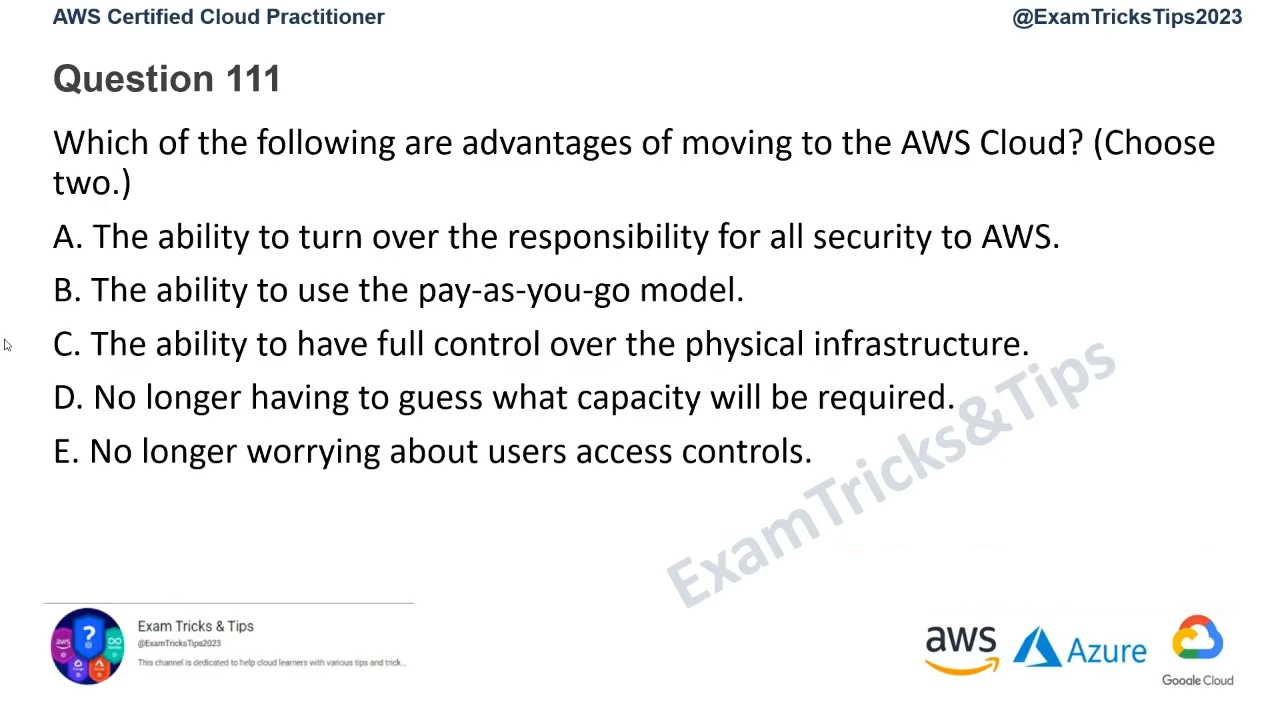 AWS Certified Cloud Practitioner
@ExamTricksTips2023
Question 111
Which of the following are advantages of moving to the AWS Cloud? (Choose
two.)
A. The ability to turn over the responsibility for all security to AWS.
B. The ability to use the pay-as-you-go model.
C. The ability to have full control over the physical infrastructure.
D. No longer having to guess what capacity will be required.
E. No longer worrying about users access controls.
ExamTricks&Tips
Exam Tricks & Tips
@ExamTricksTips2023
This channel is dedicated to help cloud learners with various tips and trick...
aws
?
aws
Azure
Google Cloud